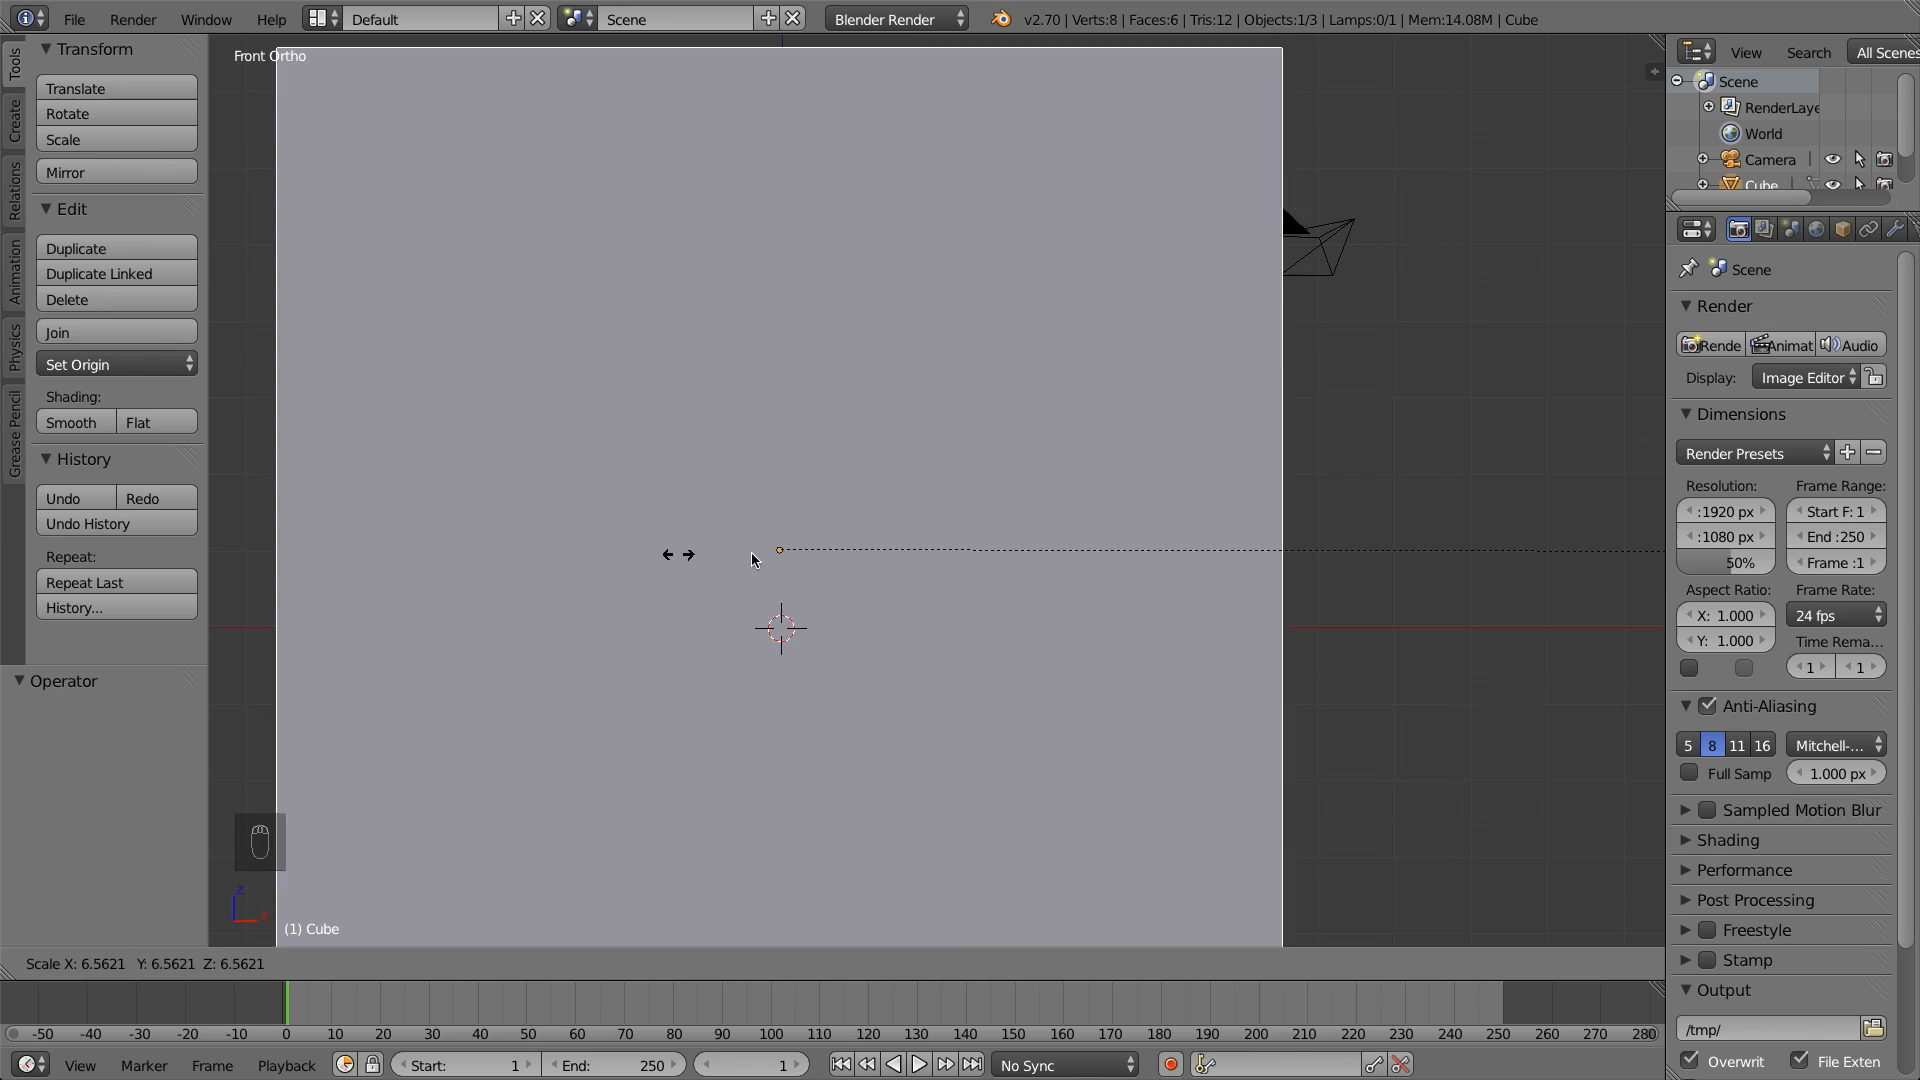 File Render Window Help Default Scene Blender Render v2.70 | Verts:8 | Faces:6 | Tris:12 | Objects:1/3 | Lamps:0/1 | Mem:14.08M | Cube
Tools
Create
Relations
Animation
Physics
Grease Pencil
Transform
Translate
Rotate
Scale
Mirror
Edit
Duplicate
Duplicate Linked
Delete
Join
Set Origin
Shading:
Smooth Flat
History
Undo Redo
Undo History
Repeat:
Repeat Last
History...
Operator
Front Ortho
Z
x
(1) Cube
Scale X: 6.5621 Y: 6.5621 Z: 6.5621
View Search All Scenes
Scene
RenderLaye
World
Camera
Cube
Scene
Render
Rende Animat Audio
Display: Image Editor
Dimensions
Render Presets
Resolution: Frame Range:
:1920 px Start F: 1
:1080 px End :250
50% Frame :1
Aspect Ratio: Frame Rate:
X: 1.000 24 fps
Y: 1.000 Time Rema...
1 1
Anti-Aliasing
5 8 11 16 Mitchell-...
Full Samp 1.000 px
Sampled Motion Blur
Shading
Performance
Post Processing
Freestyle
Stamp
Output
/tmp/
Overwrit File Exten
-50 -40 -30 -20 -10 0 10 20 30 40 50 60 70 80 90 100 110 120 130 140 150 160 170 180 190 200 210 220 230 240 250 260 270 280
View Marker Frame Playback Start: 1 End: 250 1 No Sync